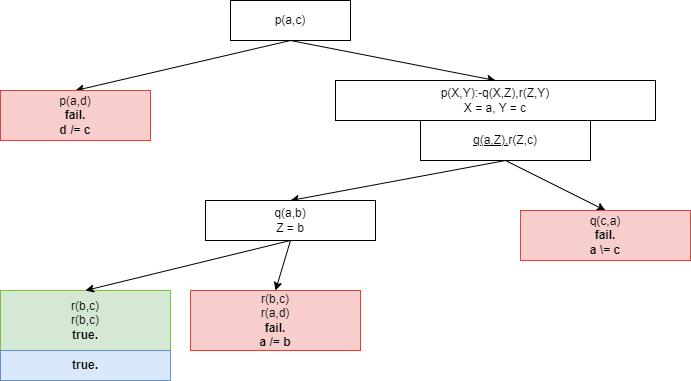 p(a,c)
p(a,d)
fail.
d /= c
p(X,Y):-q(X,Z),r(Z,Y)
X = a, Y = c
q(a,Z),r(Z,c)
q(a,b)
Z = b
q(c,a)
fail.
a \= c
r(b,c)
r(b,c)
true.
true.
r(b,c)
r(a,d)
fail.
a /= b